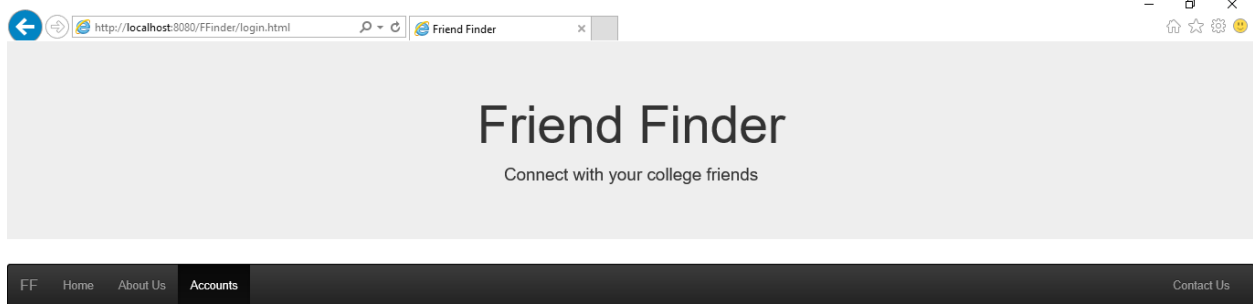 http://localhost:8080/FFinder/login.html Friend Finder
Friend Finder
Connect with your college friends
FF Home About Us Accounts Contact Us